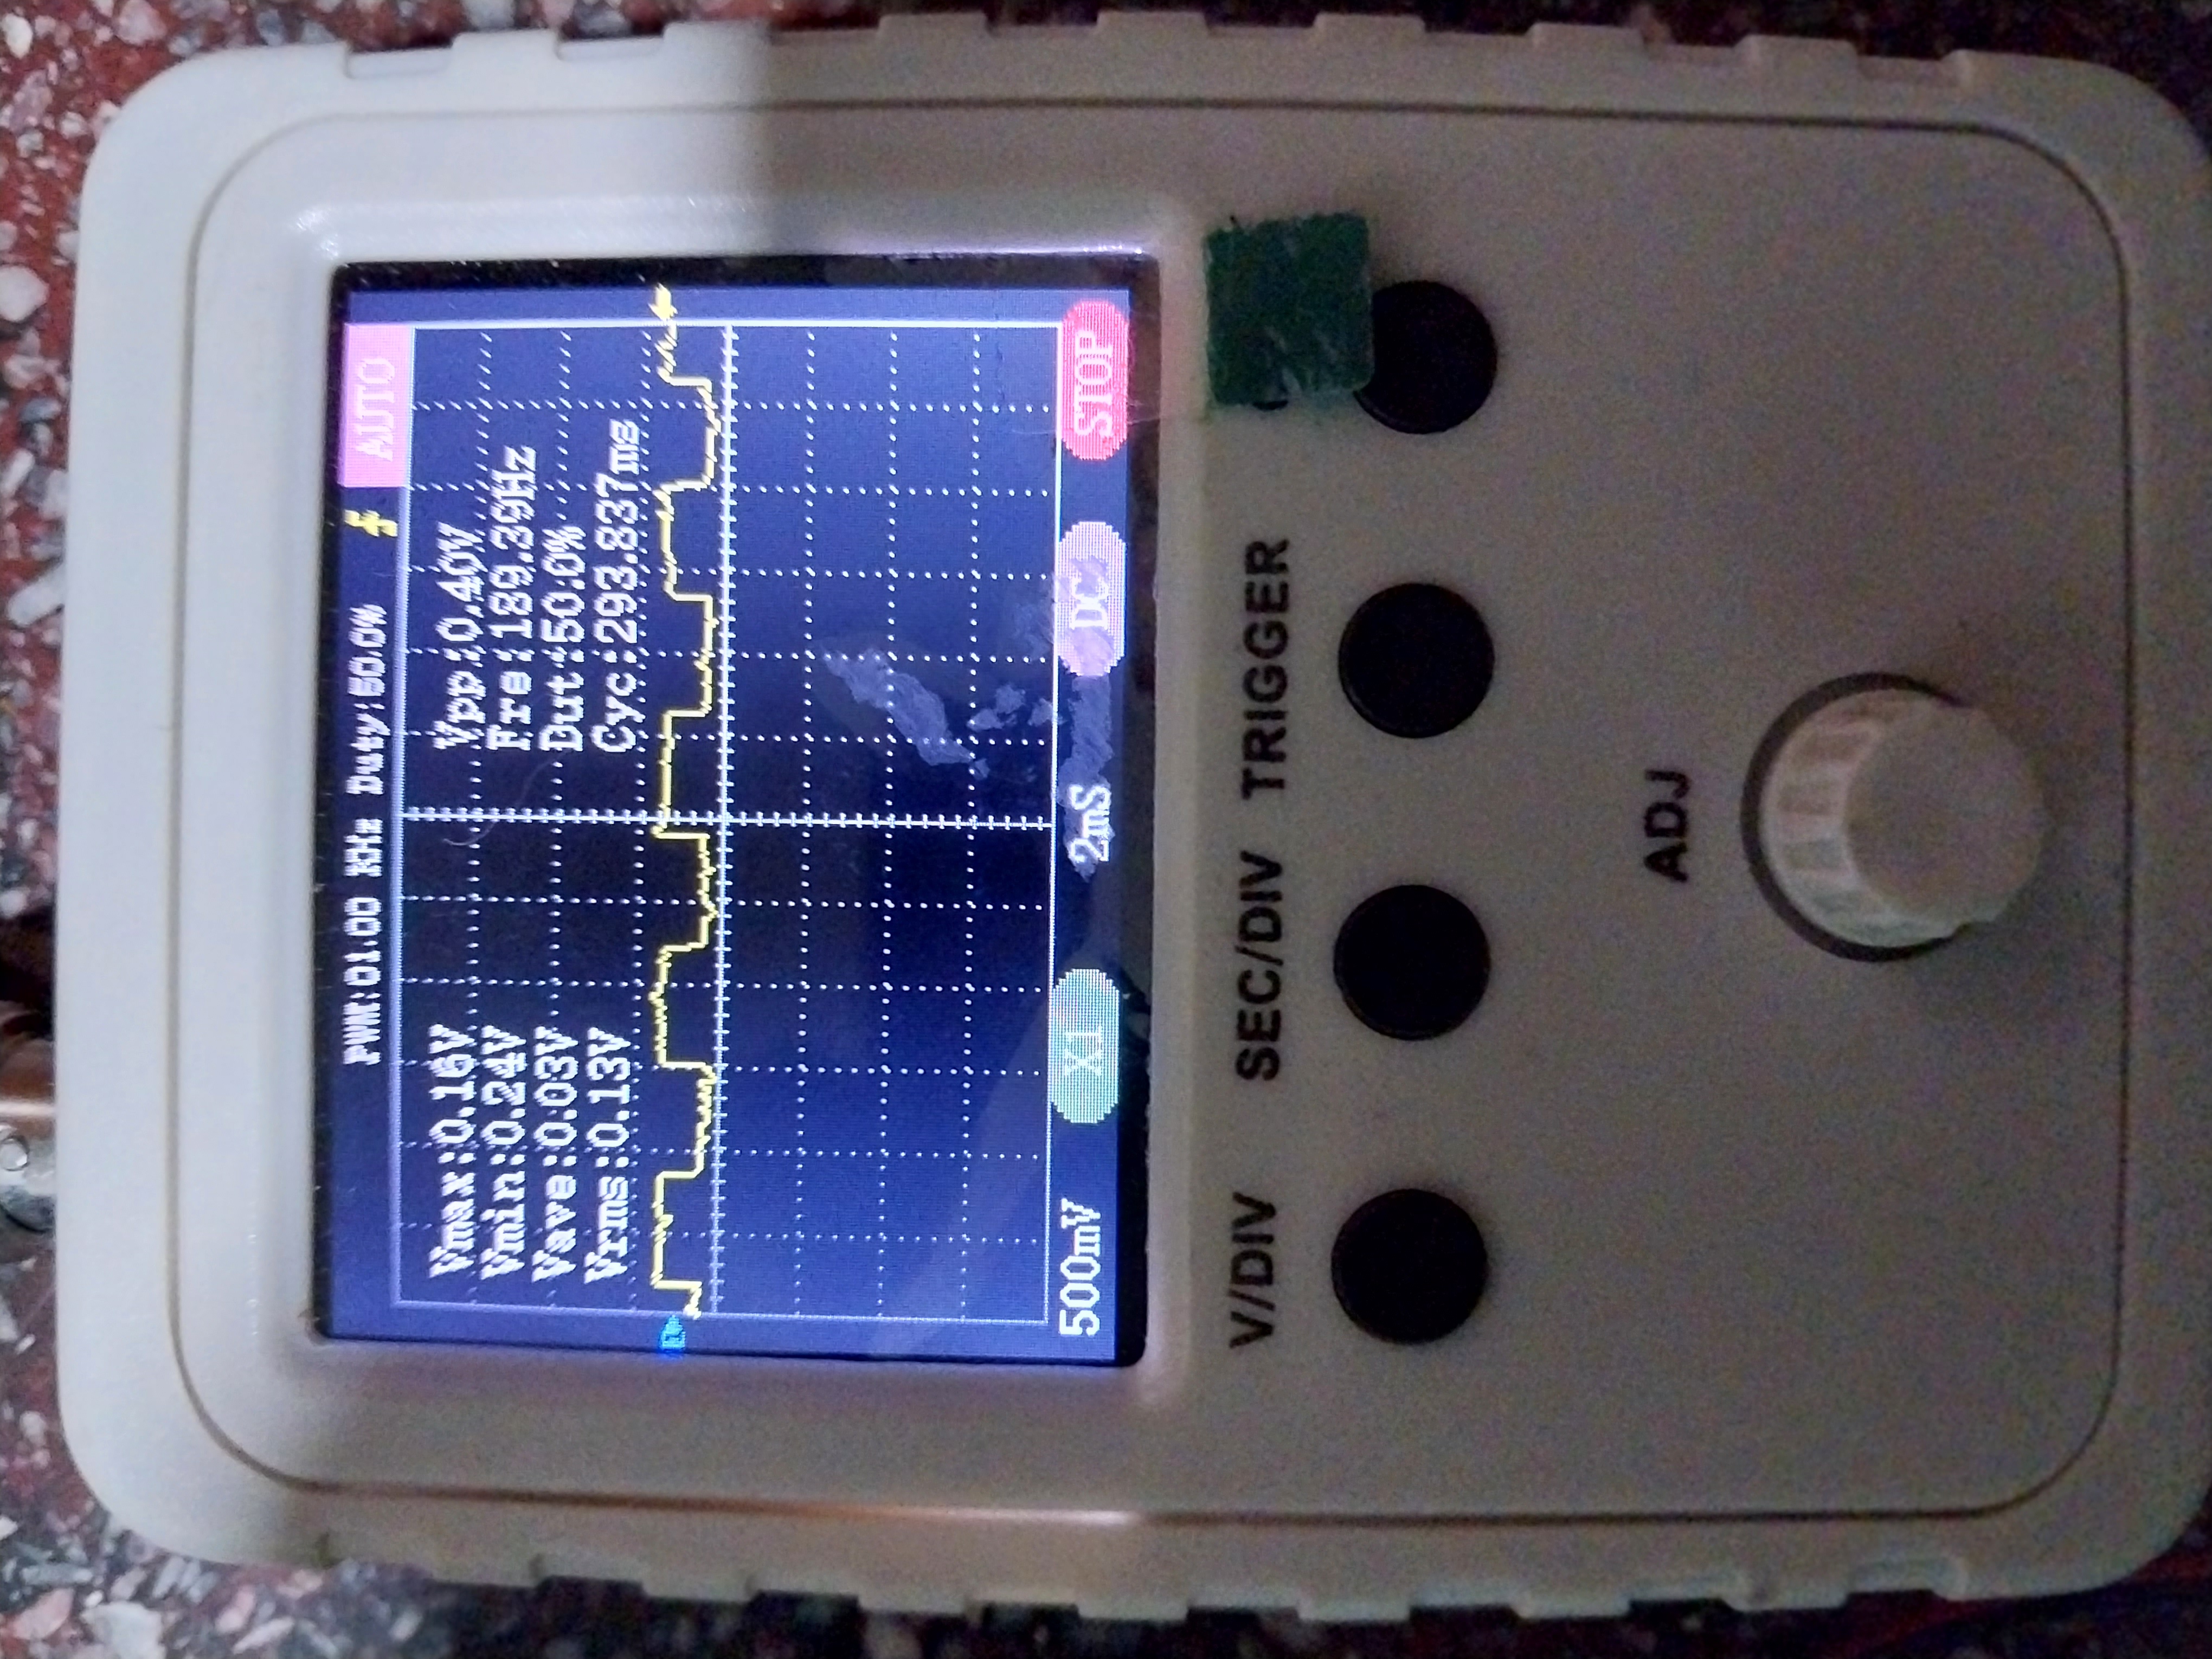 PWM:01.00 KHz Duty:50.0% AUTO
Vmax:0.16V Vpp:0.40V
Vmin:0.24V Fre:189.39Hz
Vave:0.03V Dut:50.0%
Vrms:0.13V Cyc:293.837ms
500mV X1 2mS DC STOP
V/DIV SEC/DIV TRIGGER
ADJ